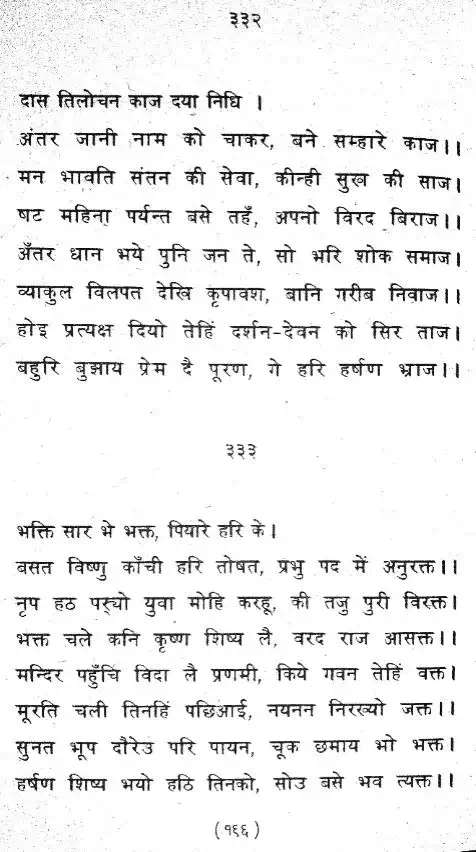 ३३२
दास तिलोचन काज दया निधि ।
अंतर जानी नाम को चाकर, बने सम्हारे काज।।
मन भावति संतन की सेवा, कीन्ही सुख की साज।
षट महिना पर्यन्त बसे तहँ, अपनो विरद बिराज।।
अँतर धान भये पुनि जन ते, सो भरि शोक समाज।
व्याकुल विलपत देखि कृपावश, बानि गरीब निवाज।।
होइ प्रत्यक्ष दियो तेहिं दर्शन-देवन को सिर ताज।
बहुरि बुझाय प्रेम दै पूरण, गे हरि हर्षण भ्राज।।
३३३
भक्ति सार भे भक्त, पियारे हरि के।
बसत विष्णु काँची हरि तोषत, प्रभु पद में अनुरक्त।।
नृप हठ पर्‌यो युवा मोहि करहू, की तजु पुरी विरक्त।
भक्त चले कनि कृष्ण शिष्य लै, वरद राज आसक्त।।
मन्दिर पहुँचि विदा लै प्रणमी, किये गवन तेहिं वक्त।
मूरति चली तिनहिं पछिआई, नयनन निरख्यो जक्त।।
सुनत भूप दौरेउ परि पायन, चूक छमाय भो भक्त।
हर्षण शिष्य भयो हठि तिनको, सोउ बसे भव त्यक्त।।
(१६६)